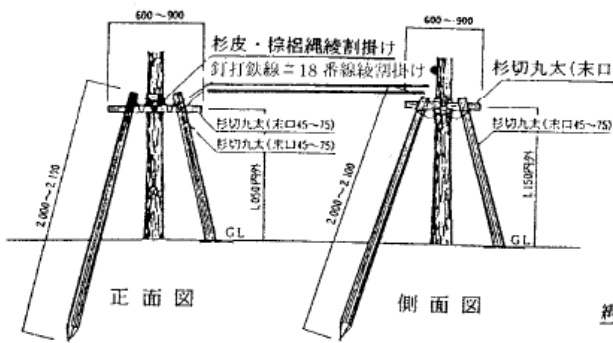 600～900
600～900
杉皮・棕梠縄綾割掛け
釘打鉄線＝18番線綾割掛け
杉切丸太(末口
杉切丸太(末口45～75)
杉切丸太(末口45～75)
杉切丸太(末口45～75)
2,000～2,100
1,050内外
2,000～2,100
1,150内外
GL
GL
正面図
側面図